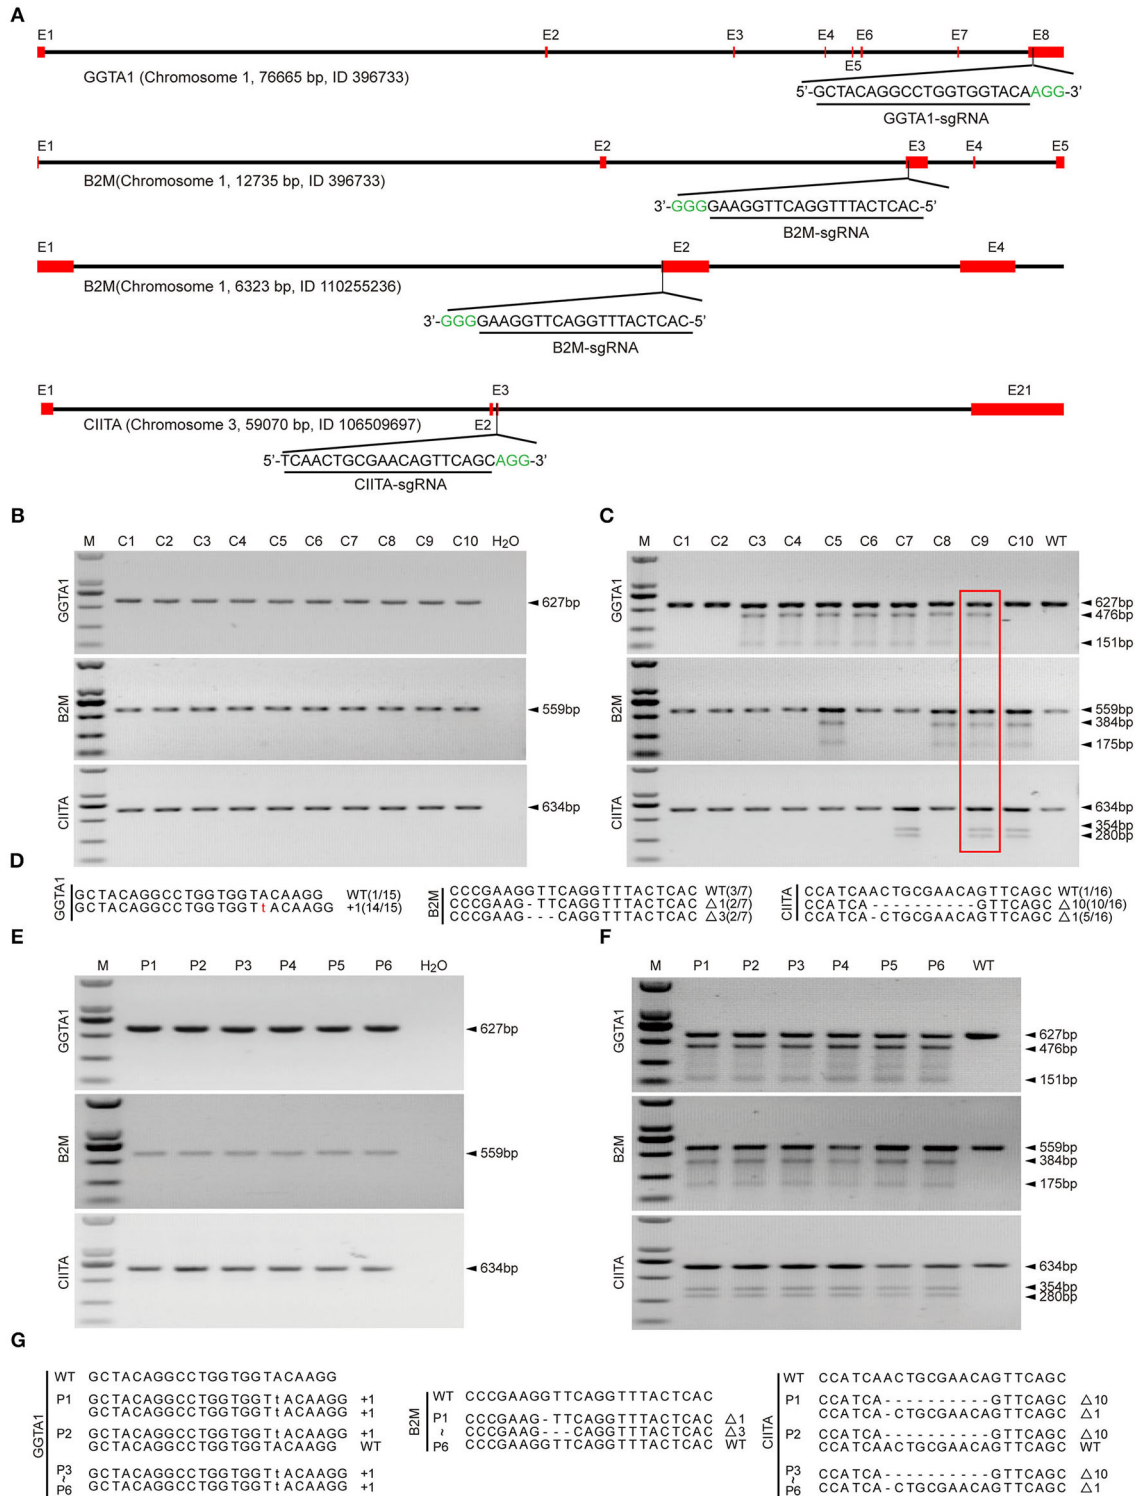 A
E1 E2 E3 E4 E6 E7 E8
E5
GGTA1 (Chromosome 1, 76665 bp, ID 396733)
5’-GCTACAGGCCTGGTGGTACAAGG-3’
GGTA1-sgRNA
E1 E2 E3 E4 E5
B2M(Chromosome 1, 12735 bp, ID 396733)
3’-GGGGAAGGTTCAGGTTTACTCAC-5’
B2M-sgRNA
E1 E2 E4
B2M(Chromosome 1, 6323 bp, ID 110255236)
3’-GGGGAAGGTTCAGGTTTACTCAC-5’
B2M-sgRNA
E1 E3 E21
CIITA (Chromosome 3, 59070 bp, ID 106509697) E2
5’-TCAACTGCGAACAGTTCAGCAGG-3’
CIITA-sgRNA
B
M C1 C2 C3 C4 C5 C6 C7 C8 C9 C10 H2O
GGTA1
627bp
B2M
559bp
CIITA
634bp
C
M C1 C2 C3 C4 C5 C6 C7 C8 C9 C10 WT
GGTA1
627bp
476bp
151bp
B2M
559bp
384bp
175bp
CIITA
634bp
354bp
280bp
D
GGTA1
GCTACAGGCCTGGTGGTACAAGG WT(1/15)
GCTACAGGCCTGGTGGTtACAAGG +1(14/15)
B2M
CCCGAAGGTTCAGGTTTACTCAC WT(3/7)
CCCGAAG-TTCAGGTTTACTCAC △1(2/7)
CCCGAAG---CAGGTTTACTCAC △3(2/7)
CIITA
CCATCAACTGCGAACAGTTCAGC WT(1/16)
CCATCA----------GTTCAGC △10(10/16)
CCATCA-CTGCGAACAGTTCAGC △1(5/16)
E
M P1 P2 P3 P4 P5 P6 H2O
GGTA1
627bp
B2M
559bp
CIITA
634bp
F
M P1 P2 P3 P4 P5 P6 WT
GGTA1
627bp
476bp
151bp
B2M
559bp
384bp
175bp
CIITA
634bp
354bp
280bp
G
GGTA1
WT GCTACAGGCCTGGTGGTACAAGG
P1 GCTACAGGCCTGGTGGTtACAAGG +1
GCTACAGGCCTGGTGGTtACAAGG +1
P2 GCTACAGGCCTGGTGGTtACAAGG +1
GCTACAGGCCTGGTGGTACAAGG WT
P3 GCTACAGGCCTGGTGGTtACAAGG +1
~
P6 GCTACAGGCCTGGTGGTtACAAGG +1
B2M
WT CCCGAAGGTTCAGGTTTACTCAC
P1 CCCGAAG-TTCAGGTTTACTCAC △1
~ CCCGAAG---CAGGTTTACTCAC △3
P6 CCCGAAGGTTCAGGTTTACTCAC WT
CIITA
WT CCATCAACTGCGAACAGTTCAGC
P1 CCATCA----------GTTCAGC △10
CCATCA-CTGCGAACAGTTCAGC △1
P2 CCATCA----------GTTCAGC △10
CCATCAACTGCGAACAGTTCAGC WT
P3 CCATCA----------GTTCAGC △10
~
P6 CCATCA-CTGCGAACAGTTCAGC △1